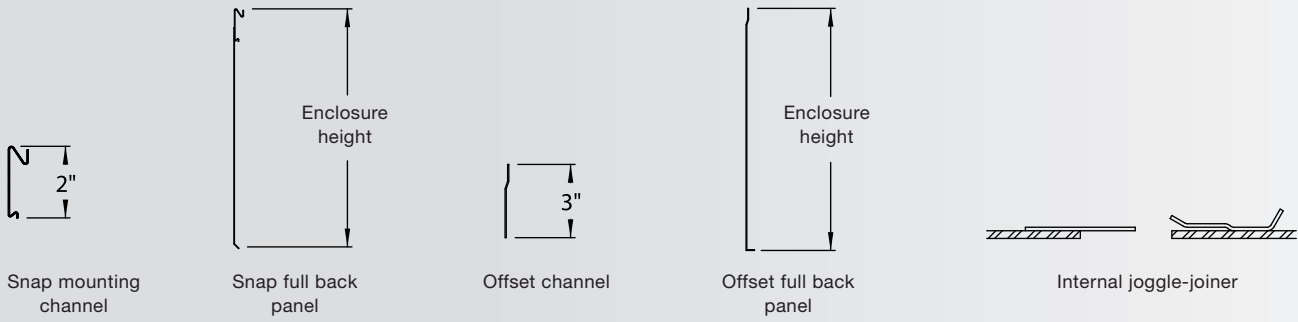 Enclosure
height
2"
Snap mounting
channel
Snap full back
panel
3"
Offset channel
Enclosure
height
Offset full back
panel
Internal joggle-joiner